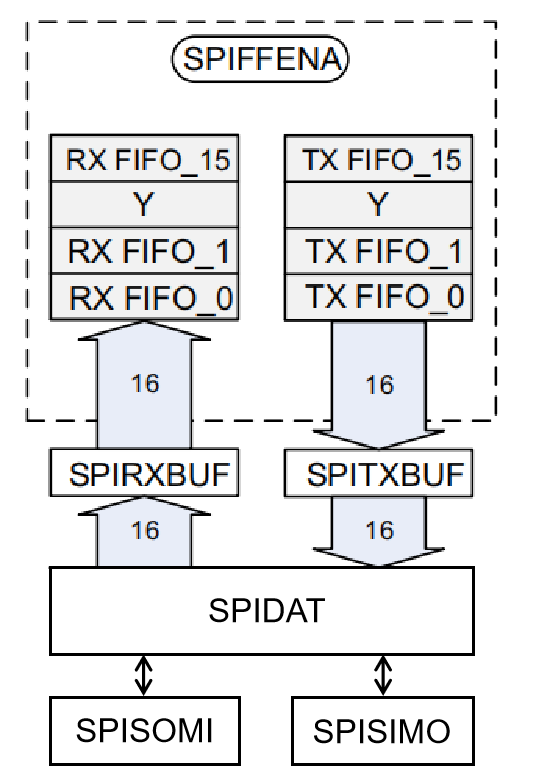 SPIFFENA
RX FIFO_15
TX FIFO_15
Y
Y
RX FIFO_1
TX FIFO_1
RX FIFO_0
TX FIFO_0
16
16
SPIRXBUF
SPITXBUF
16
16
SPIDAT
SPISOMI
SPISIMO